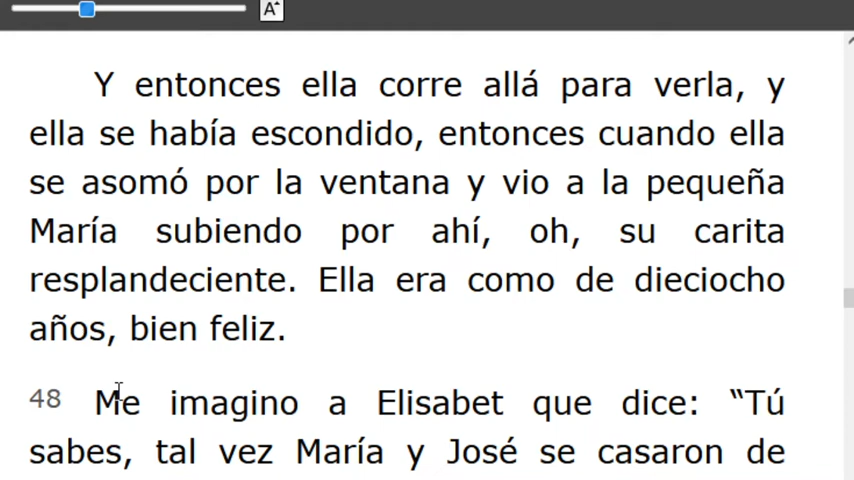 A
Y entonces ella corre allá para verla, y
ella se había escondido, entonces cuando ella
se asomó por la ventana y vio a la pequeña
María subiendo por ahí, oh, su carita
resplandeciente. Ella era como de dieciocho
años, bien feliz.
48 Me imagino a Elisabet que dice: “Tú
sabes, tal vez María y José se casaron de